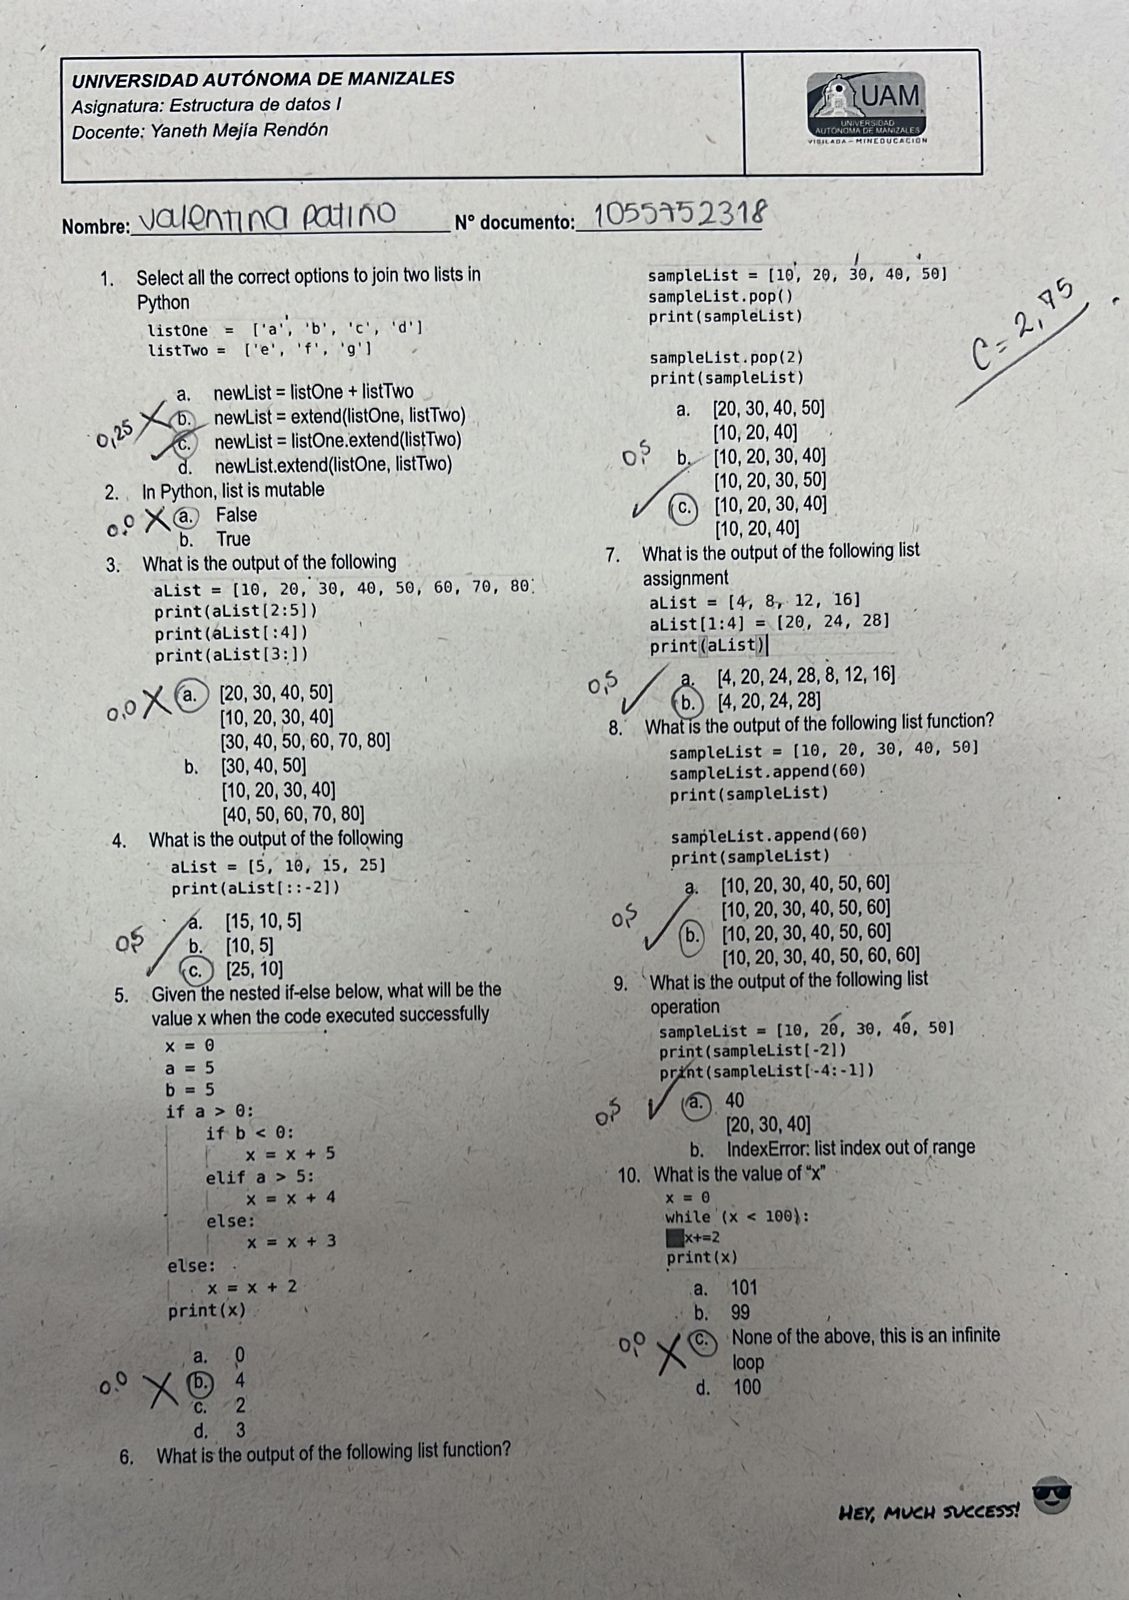 UNIVERSIDAD AUTÓNOMA DE MANIZALES
Asignatura: Estructura de datos I
Docente: Yaneth Mejía Rendón
UAM
UNIVERSIDAD
AUTÓNOMA DE MANIZALES
VIGILADA - MINEDUCACIÓN
Nombre: Valentina Patiño N° documento: 1055752318
C= 2,75
1. Select all the correct options to join two lists in
Python
listOne = ['a', 'b', 'c', 'd']
listTwo = ['e', 'f', 'g']
a. newList = listOne + listTwo
0,25 X b. newList = extend(listOne, listTwo)
c. newList = listOne.extend(listTwo)
d. newList.extend(listOne, listTwo)
2. In Python, list is mutable
0,0 X a. False
b. True
3. What is the output of the following
aList = [10, 20, 30, 40, 50, 60, 70, 80
print(aList[2:5])
print(aList[:4])
print(aList[3:])
0,0 X a. [20, 30, 40, 50]
[10, 20, 30, 40]
[30, 40, 50, 60, 70, 80]
b. [30, 40, 50]
[10, 20, 30, 40]
[40, 50, 60, 70, 80]
4. What is the output of the following
aList = [5, 10, 15, 25]
print(aList[::-2])
a. [15, 10, 5]
0,5 b. [10, 5]
c. [25, 10]
5. Given the nested if-else below, what will be the
value x when the code executed successfully
x = 0
a = 5
b = 5
if a > 0:
if b < 0:
x = x + 5
elif a > 5:
x = x + 4
else:
x = x + 3
else:
x = x + 2
print(x)
a. 0
0,0 X b. 4
c. 2
d. 3
6. What is the output of the following list function?
sampleList = [10, 20, 30, 40, 50]
sampleList.pop()
print(sampleList)
sampleList.pop(2)
print(sampleList)
a. [20, 30, 40, 50]
[10, 20, 40]
0,5 b. [10, 20, 30, 40]
[10, 20, 30, 50]
c. [10, 20, 30, 40]
[10, 20, 40]
7. What is the output of the following list
assignment
aList = [4, 8, 12, 16]
aList[1:4] = [20, 24, 28]
print(aList)
0,5 a. [4, 20, 24, 28, 8, 12, 16]
b. [4, 20, 24, 28]
8. What is the output of the following list function?
sampleList = [10, 20, 30, 40, 50]
sampleList.append(60)
print(sampleList)
sampleList.append(60)
print(sampleList)
a. [10, 20, 30, 40, 50, 60]
0,5 [10, 20, 30, 40, 50, 60]
b. [10, 20, 30, 40, 50, 60]
[10, 20, 30, 40, 50, 60, 60]
9. What is the output of the following list
operation
sampleList = [10, 20, 30, 40, 50]
print(sampleList[-2])
print(sampleList[-4:-1])
0,5 a. 40
[20, 30, 40]
b. IndexError: list index out of range
10. What is the value of “x”
x = 0
while (x < 100):
x+=2
print(x)
a. 101
b. 99
0,0 X c. None of the above, this is an infinite
loop
d. 100
HEY, MUCH SUCCESS!